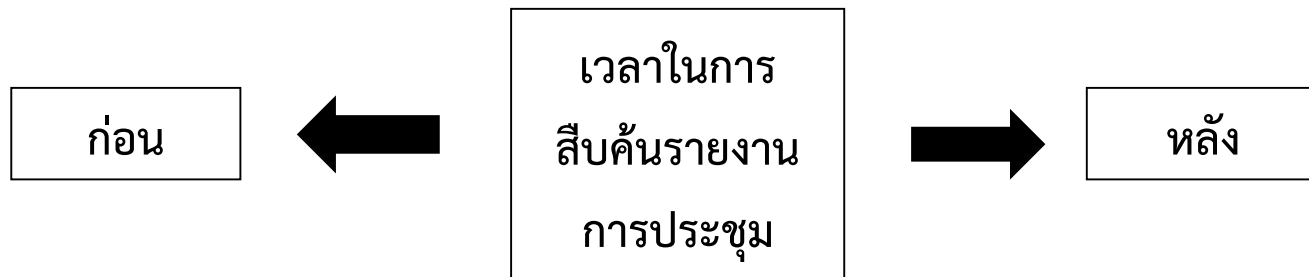 ก่อน
เวลาในการ
สืบค้นรายงาน
การประชุม
หลัง